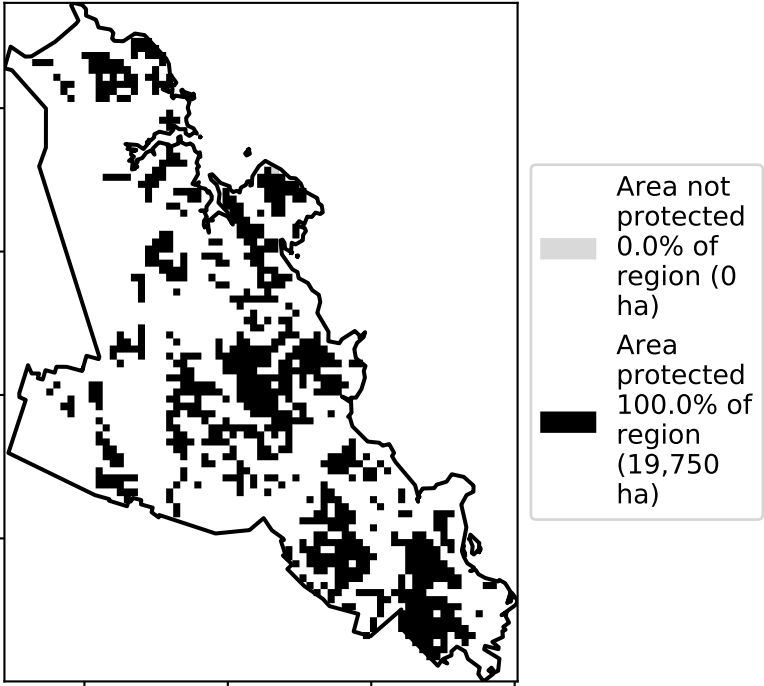 Area not
protected
0.0% of
region (0
ha)
Area
protected
100.0% of
region
(19,750
ha)